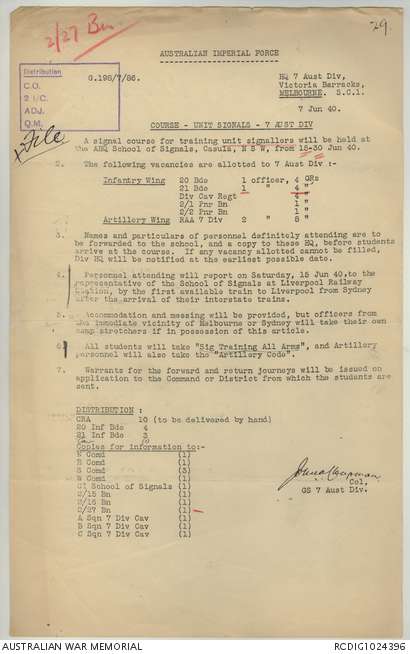 2/27 Bn
29.
AUSTRALIAN IMPERIAL FORCE
Distribution
C.O.
2 I/C.
ADJ.
Q.M.
File
G.198/7/86.
HQ 7 Aust Div,
Victoria Barracks,
MELBOURNE. S.C.1.
7 Jun 40.
COURSE - UNIT SIGNALS - 7 AUST DIV
A signal course for training unit signallers will be held
at the AHQ School of Signals, Casula, N S W, from 15-30 Jun 40.
2. The following vacancies are allotted to 7 Aust Div :-
Infantry Wing 20 Bde 1 officer, 4 ORs
21 Bde 1 " 4 "
Div Cav Regt "
2/1 Pnr Bn 1 "
2/2 Pnr Bn 1 "
Artillery Wing RAA 7 Div 2 " 8 "
3. Names and particulars of personnel definitely attending are to
be forwarded to the school, and a copy to these HQ, before students
arrive at the course. If any vacancy allotted cannot be filled,
Div HQ will be notified at the earliest possible date.
4. Personnel attending will report on Saturday, 15 Jun 40, to the
representative of the School of Signals at Liverpool Railway
Station, by the first available train to Liverpool from Sydney
after the arrival of their interstate trains.
5. Accommodation and messing will be provided, but officers from
the immediate vicinity of Melbourne or Sydney will take their own
camp stretchers if in possession of this article.
6. All students will take "Sig Training All Arms", and Artillery
personnel will also take the "Artillery Code".
7. Warrants for the forward and return journeys will be issued on
application to the Command or District from which the students are
sent.
DISTRIBUTION :
CRA 10 (to be delivered by hand)
20 Inf Bde 4
21 Inf Bde 3
Copies for information to:-
N Comd (1)
E Comd (1)
S Comd (3)
W Comd (1)
CI School of Signals (1)
2/15 Bn (1)
2/16 Bn (1)
2/27 Bn (1)
A Sqn 7 Div Cav (1)
B Sqn 7 Div Cav (1)
C Sqn 7 Div Cav (1)
Col,
GS 7 Aust Div.
AUSTRALIAN WAR MEMORIAL
RCDIG1024396